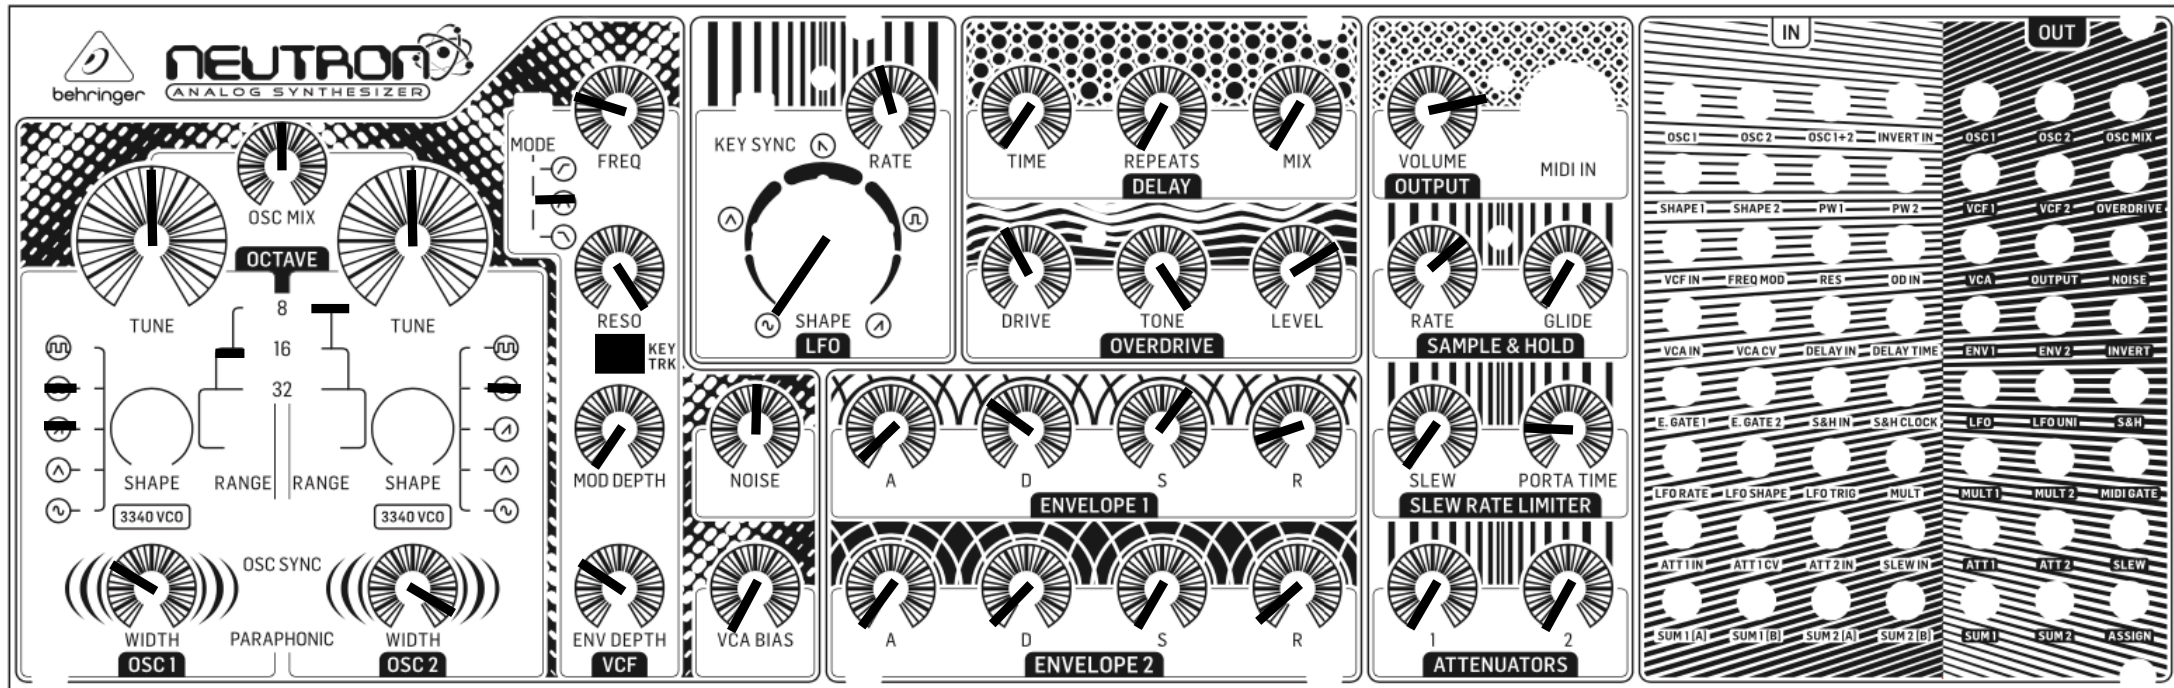 behringer
NEUTRON
ANALOG SYNTHESIZER
OSC MIX
OCTAVE
TUNE
TUNE
8
16
32
SHAPE
RANGE
RANGE
SHAPE
3340 VCO
3340 VCO
OSC SYNC
WIDTH
PARAPHONIC
WIDTH
OSC 1
OSC 2
MODE
FREQ
RESO
KEY
TRK
MOD DEPTH
ENV DEPTH
VCF
KEY SYNC
RATE
SHAPE
LFO
NOISE
VCA BIAS
TIME
REPEATS
MIX
DELAY
DRIVE
TONE
LEVEL
OVERDRIVE
A
D
S
R
ENVELOPE 1
A
D
S
R
ENVELOPE 2
VOLUME
OUTPUT
MIDI IN
RATE
GLIDE
SAMPLE & HOLD
SLEW
PORTA TIME
SLEW RATE LIMITER
1
2
ATTENUATORS
IN
OUT
OSC 1 OSC 2 OSC 1+2 INVERT IN OSC 1 OSC 2 OSC MIX
SHAPE 1 SHAPE 2 PW 1 PW 2 VCF 1 VCF 2 OVERDRIVE
VCF IN FREQ MOD RES OD IN VCA OUTPUT NOISE
VCA IN VCA CV DELAY IN DELAY TIME ENV 1 ENV 2 INVERT
E. GATE 1 E. GATE 2 S&H IN S&H CLOCK LFO LFO UNI S&H
LFO RATE LFO SHAPE LFO TRIG MULT MULT 1 MULT 2 MIDI GATE
ATT 1 IN ATT 1 CV ATT 2 IN SLEW IN ATT 1 ATT 2 SLEW
SUM 1 [A] SUM 1 [B] SUM 2 [A] SUM 2 [B] SUM 1 SUM 2 ASSIGN